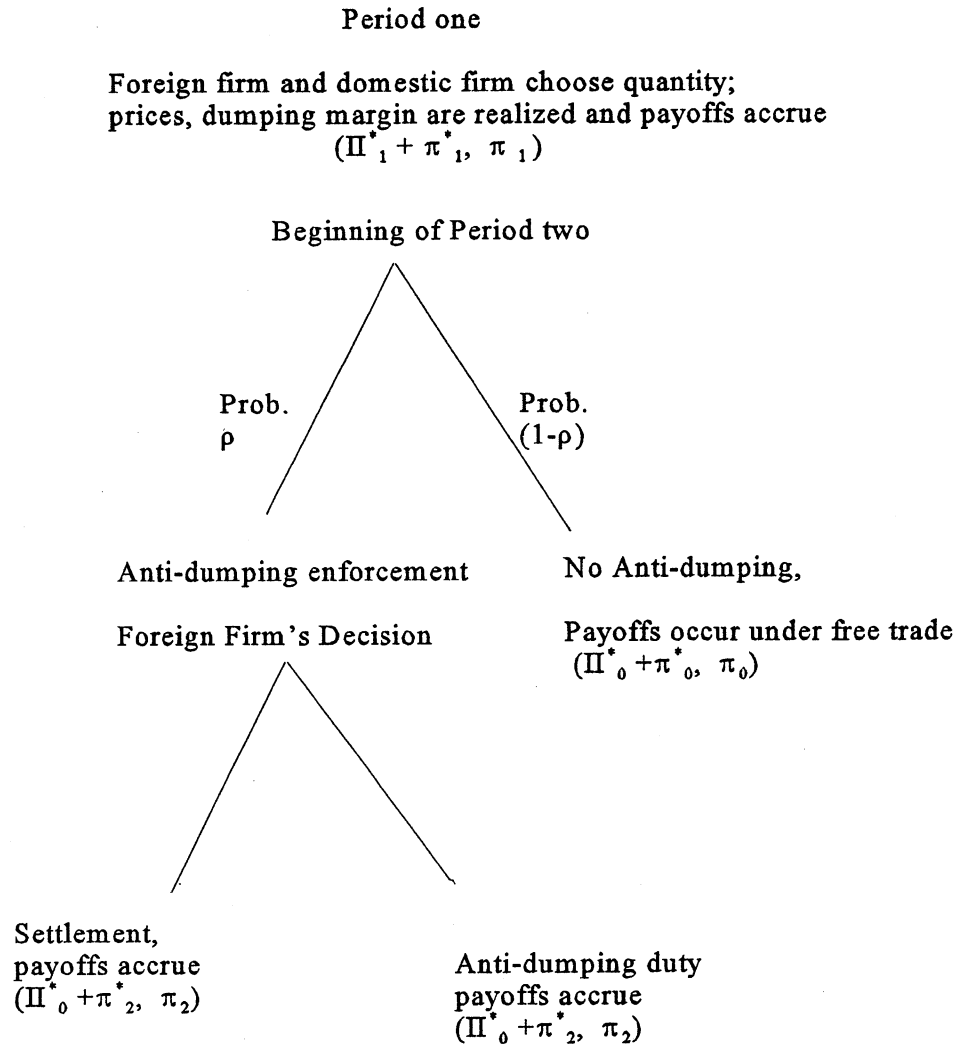 Period one
Foreign firm and domestic firm choose quantity;
prices, dumping margin are realized and payoffs accrue
(Π*₁ + π*₁, π ₁)
Beginning of Period two
Prob.
ρ
Prob.
(1-ρ)
Anti-dumping enforcement
No Anti-dumping,
Foreign Firm's Decision
Payoffs occur under free trade
(Π*₀ +π*₀, π₀)
Settlement,
payoffs accrue
(Π*₀ +π*₂, π₂)
Anti-dumping duty
payoffs accrue
(Π*₀ +π*₂, π₂)